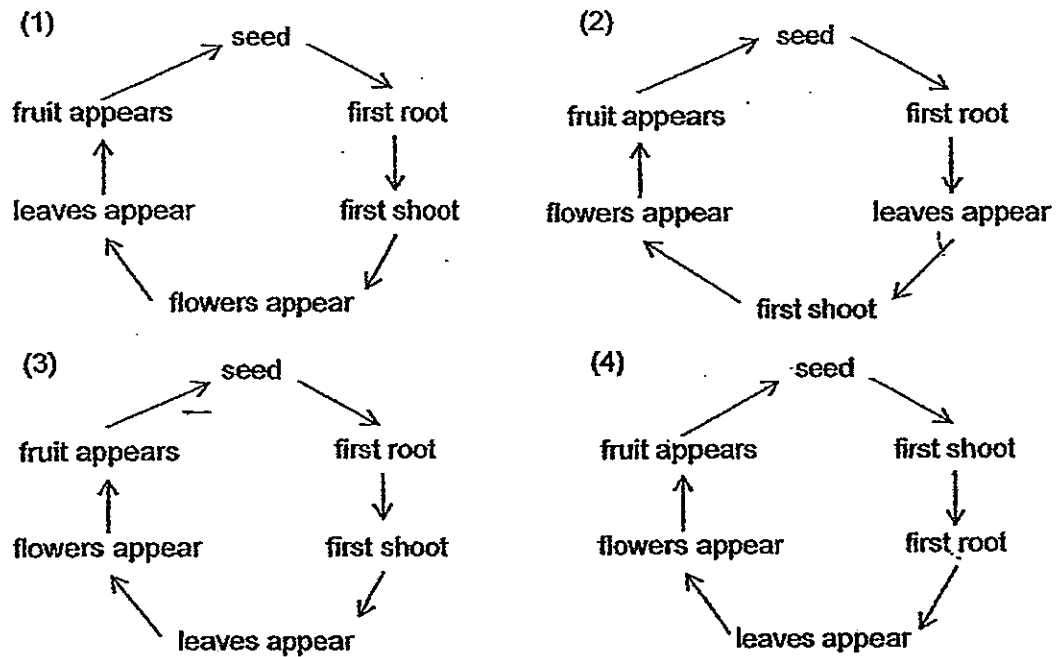 (1)
seed
fruit appears
first root
leaves appear
first shoot
flowers appear
(2)
seed
fruit appears
first root
flowers appear
leaves appear
first shoot
(3)
seed
fruit appears
first root
flowers appear
first shoot
leaves appear
(4)
seed
fruit appears
first shoot
flowers appear
first root
leaves appear